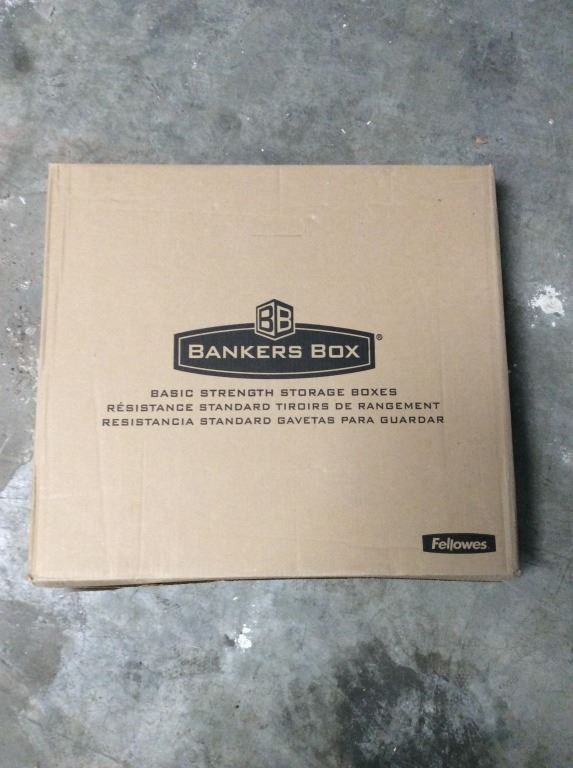 BB
BANKERS BOX®
BASIC STRENGTH STORAGE BOXES
RÉSISTANCE STANDARD TIROIRS DE RANGEMENT
RESISTANCIA STANDARD GAVETAS PARA GUARDAR
Fellowes